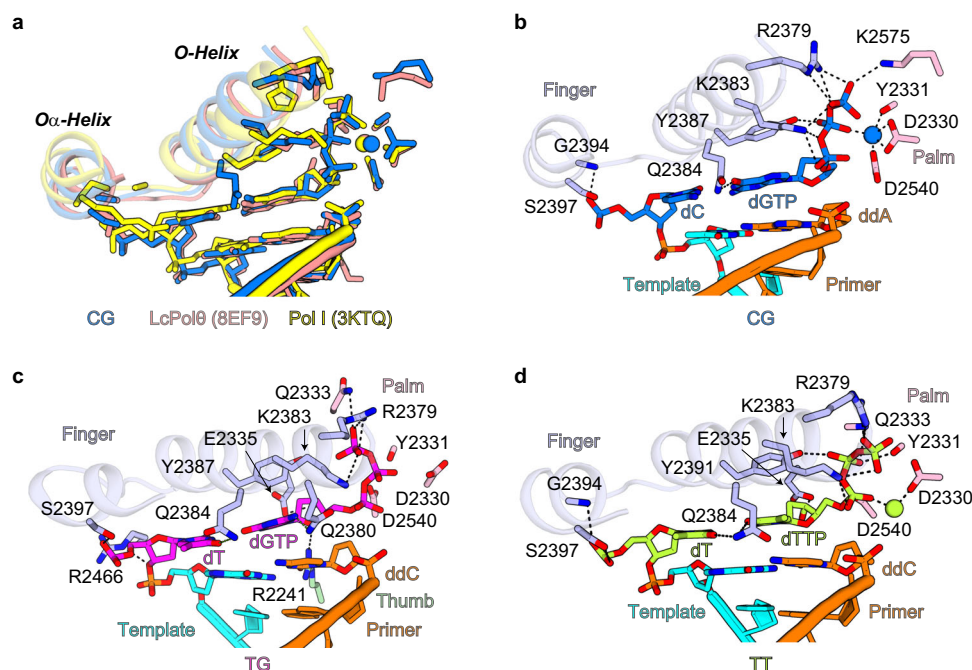 a
O-Helix
Oα-Helix
CG LcPolθ (8EF9) Pol I (3KTQ)
b
R2379
K2575
K2383
Finger
Y2331
Y2387
D2330
G2394
Palm
Q2384
D2540
S2397
dC
dGTP
ddA
Template
Primer
CG
c
Palm
Q2333
K2383
R2379
Finger
E2335
Y2387
Y2331
S2397
Q2384
D2330
D2540
dGTP
Q2380
dT
R2466
ddC
R2241
Thumb
Template
Primer
TG
d
R2379
Palm
K2383
Q2333
Finger
E2335
Y2331
Y2391
G2394
D2330
Q2384
D2540
S2397
dT
dTTP
ddC
Template
Primer
TT